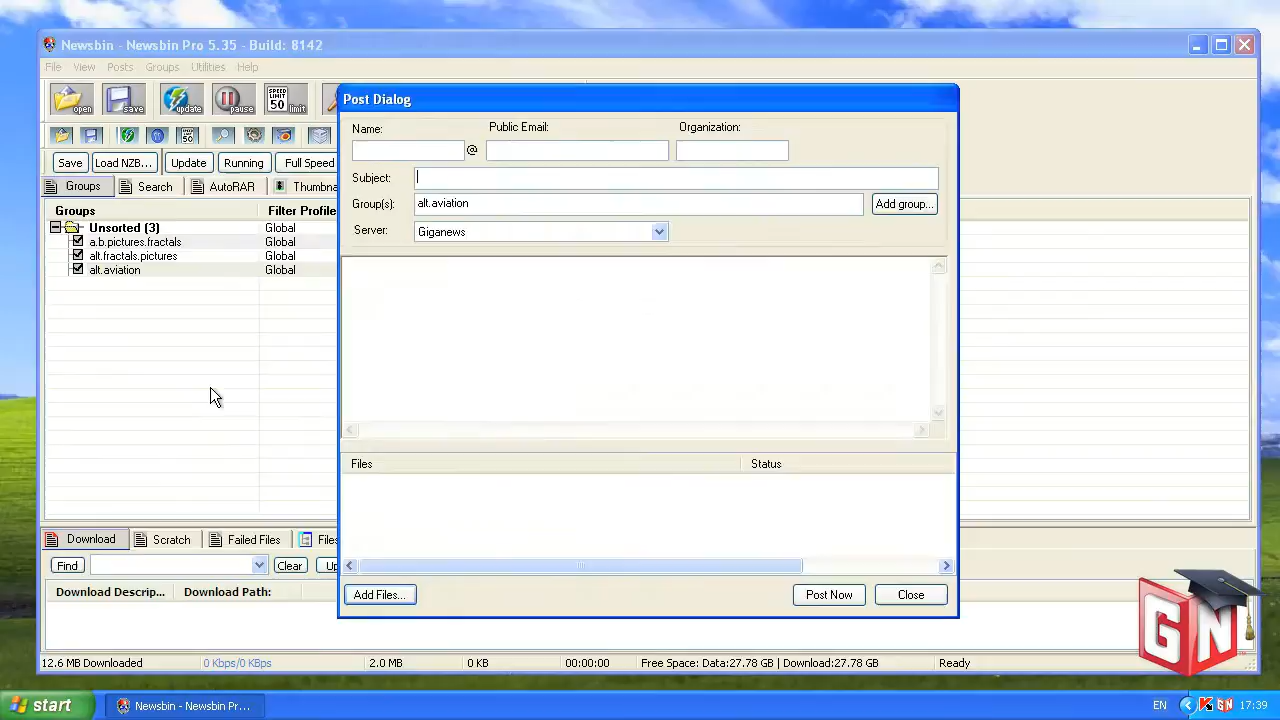 Newsbin - Newsbin Pro 5.35 - Build: 8142
File View Posts Groups Utilities Help
open save update pause SPEED LIMIT 50 limit
50
Save Load NZB... Update Running Full Speed
Groups Search AutoRAR Thumbna
Groups Filter Profile
Unsorted (3) Global
a.b.pictures.fractals Global
alt.fractals.pictures Global
alt.aviation Global
Post Dialog
Name: Public Email: Organization:
@
Subject:
Group(s): alt.aviation Add group...
Server: Giganews
Files Status
Add Files... Post Now Close
Download Scratch Failed Files Files
Find Clear Up
Download Descrip... Download Path:
12.6 MB Downloaded 0 Kbps/0 KBps 2.0 MB 0 KB 00:00:00 Free Space: Data:27.78 GB | Download:27.78 GB Ready
GN
start Newsbin - Newsbin Pr... EN GN 17:39